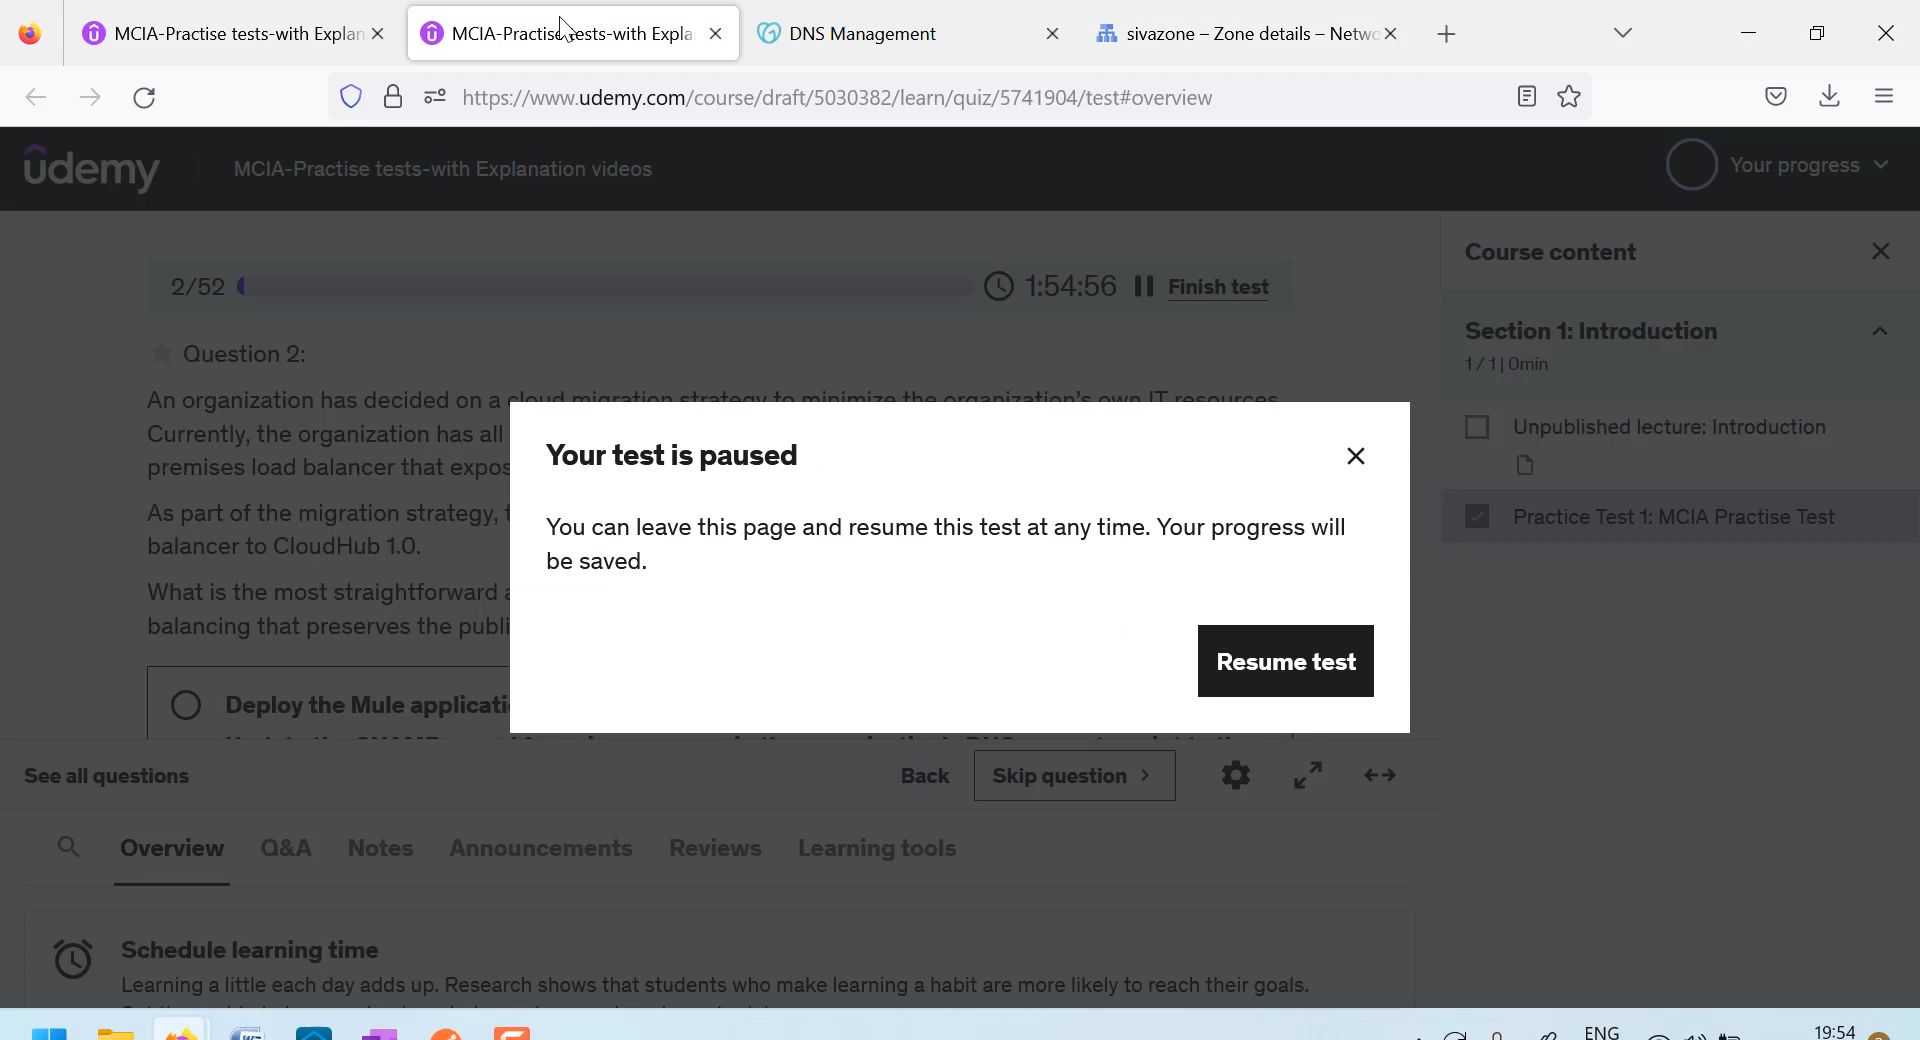 MCIA-Practise tests-with Explan
MCIA-Practise tests-with Expla
DNS Management
sivazone – Zone details – Netwo
https://www.udemy.com/course/draft/5030382/learn/quiz/5741904/test#overview
udemy
MCIA-Practise tests-with Explanation videos
Your progress
2/52
1:54:56
Finish test
Course content
Section 1: Introduction
1 / 1 | 0min
Question 2:
An organization has decided on a cloud migration strategy to minimize the organization's own IT resources.
Currently, the organization has all
premises load balancer that expos
As part of the migration strategy, t
balancer to CloudHub 1.0.
What is the most straightforward a
balancing that preserves the publi
Deploy the Mule applicati
Your test is paused
You can leave this page and resume this test at any time. Your progress will
be saved.
Resume test
Unpublished lecture: Introduction
Practice Test 1: MCIA Practise Test
See all questions
Back
Skip question
Overview
Q&A
Notes
Announcements
Reviews
Learning tools
Schedule learning time
Learning a little each day adds up. Research shows that students who make learning a habit are more likely to reach their goals.
ENG
19:54